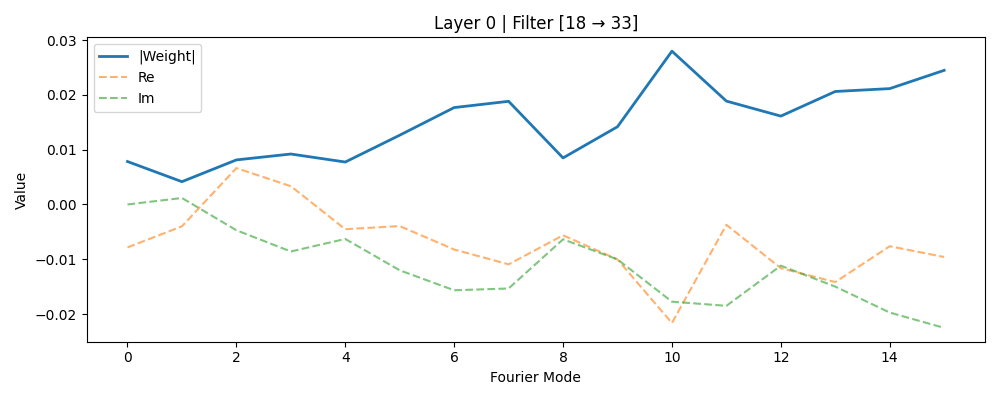 Layer 0 | Filter [18 → 33]
|Weight|
Re
Im
0.03
0.02
0.01
0.00
−0.01
−0.02
Value
0 2 4 6 8 10 12 14
Fourier Mode